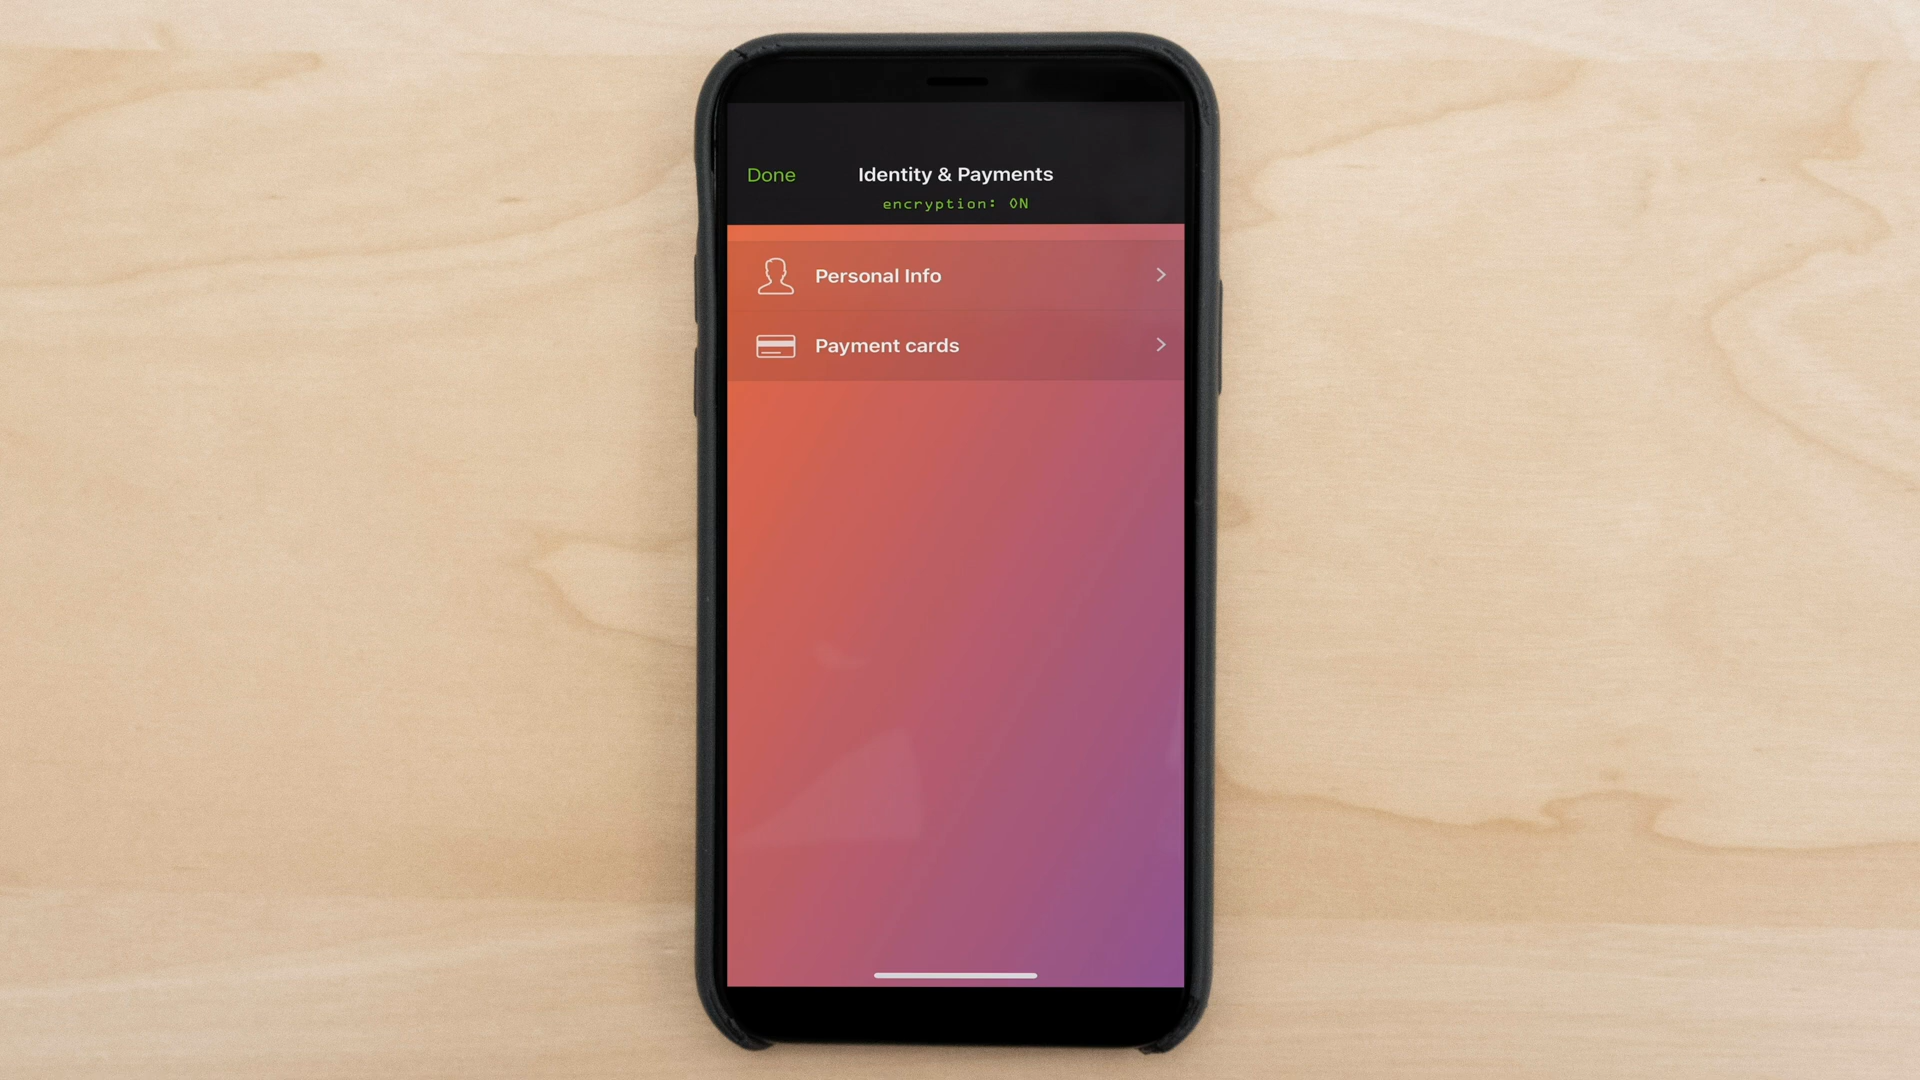 Done
Identity & Payments
encryption: ON
Personal Info
Payment cards